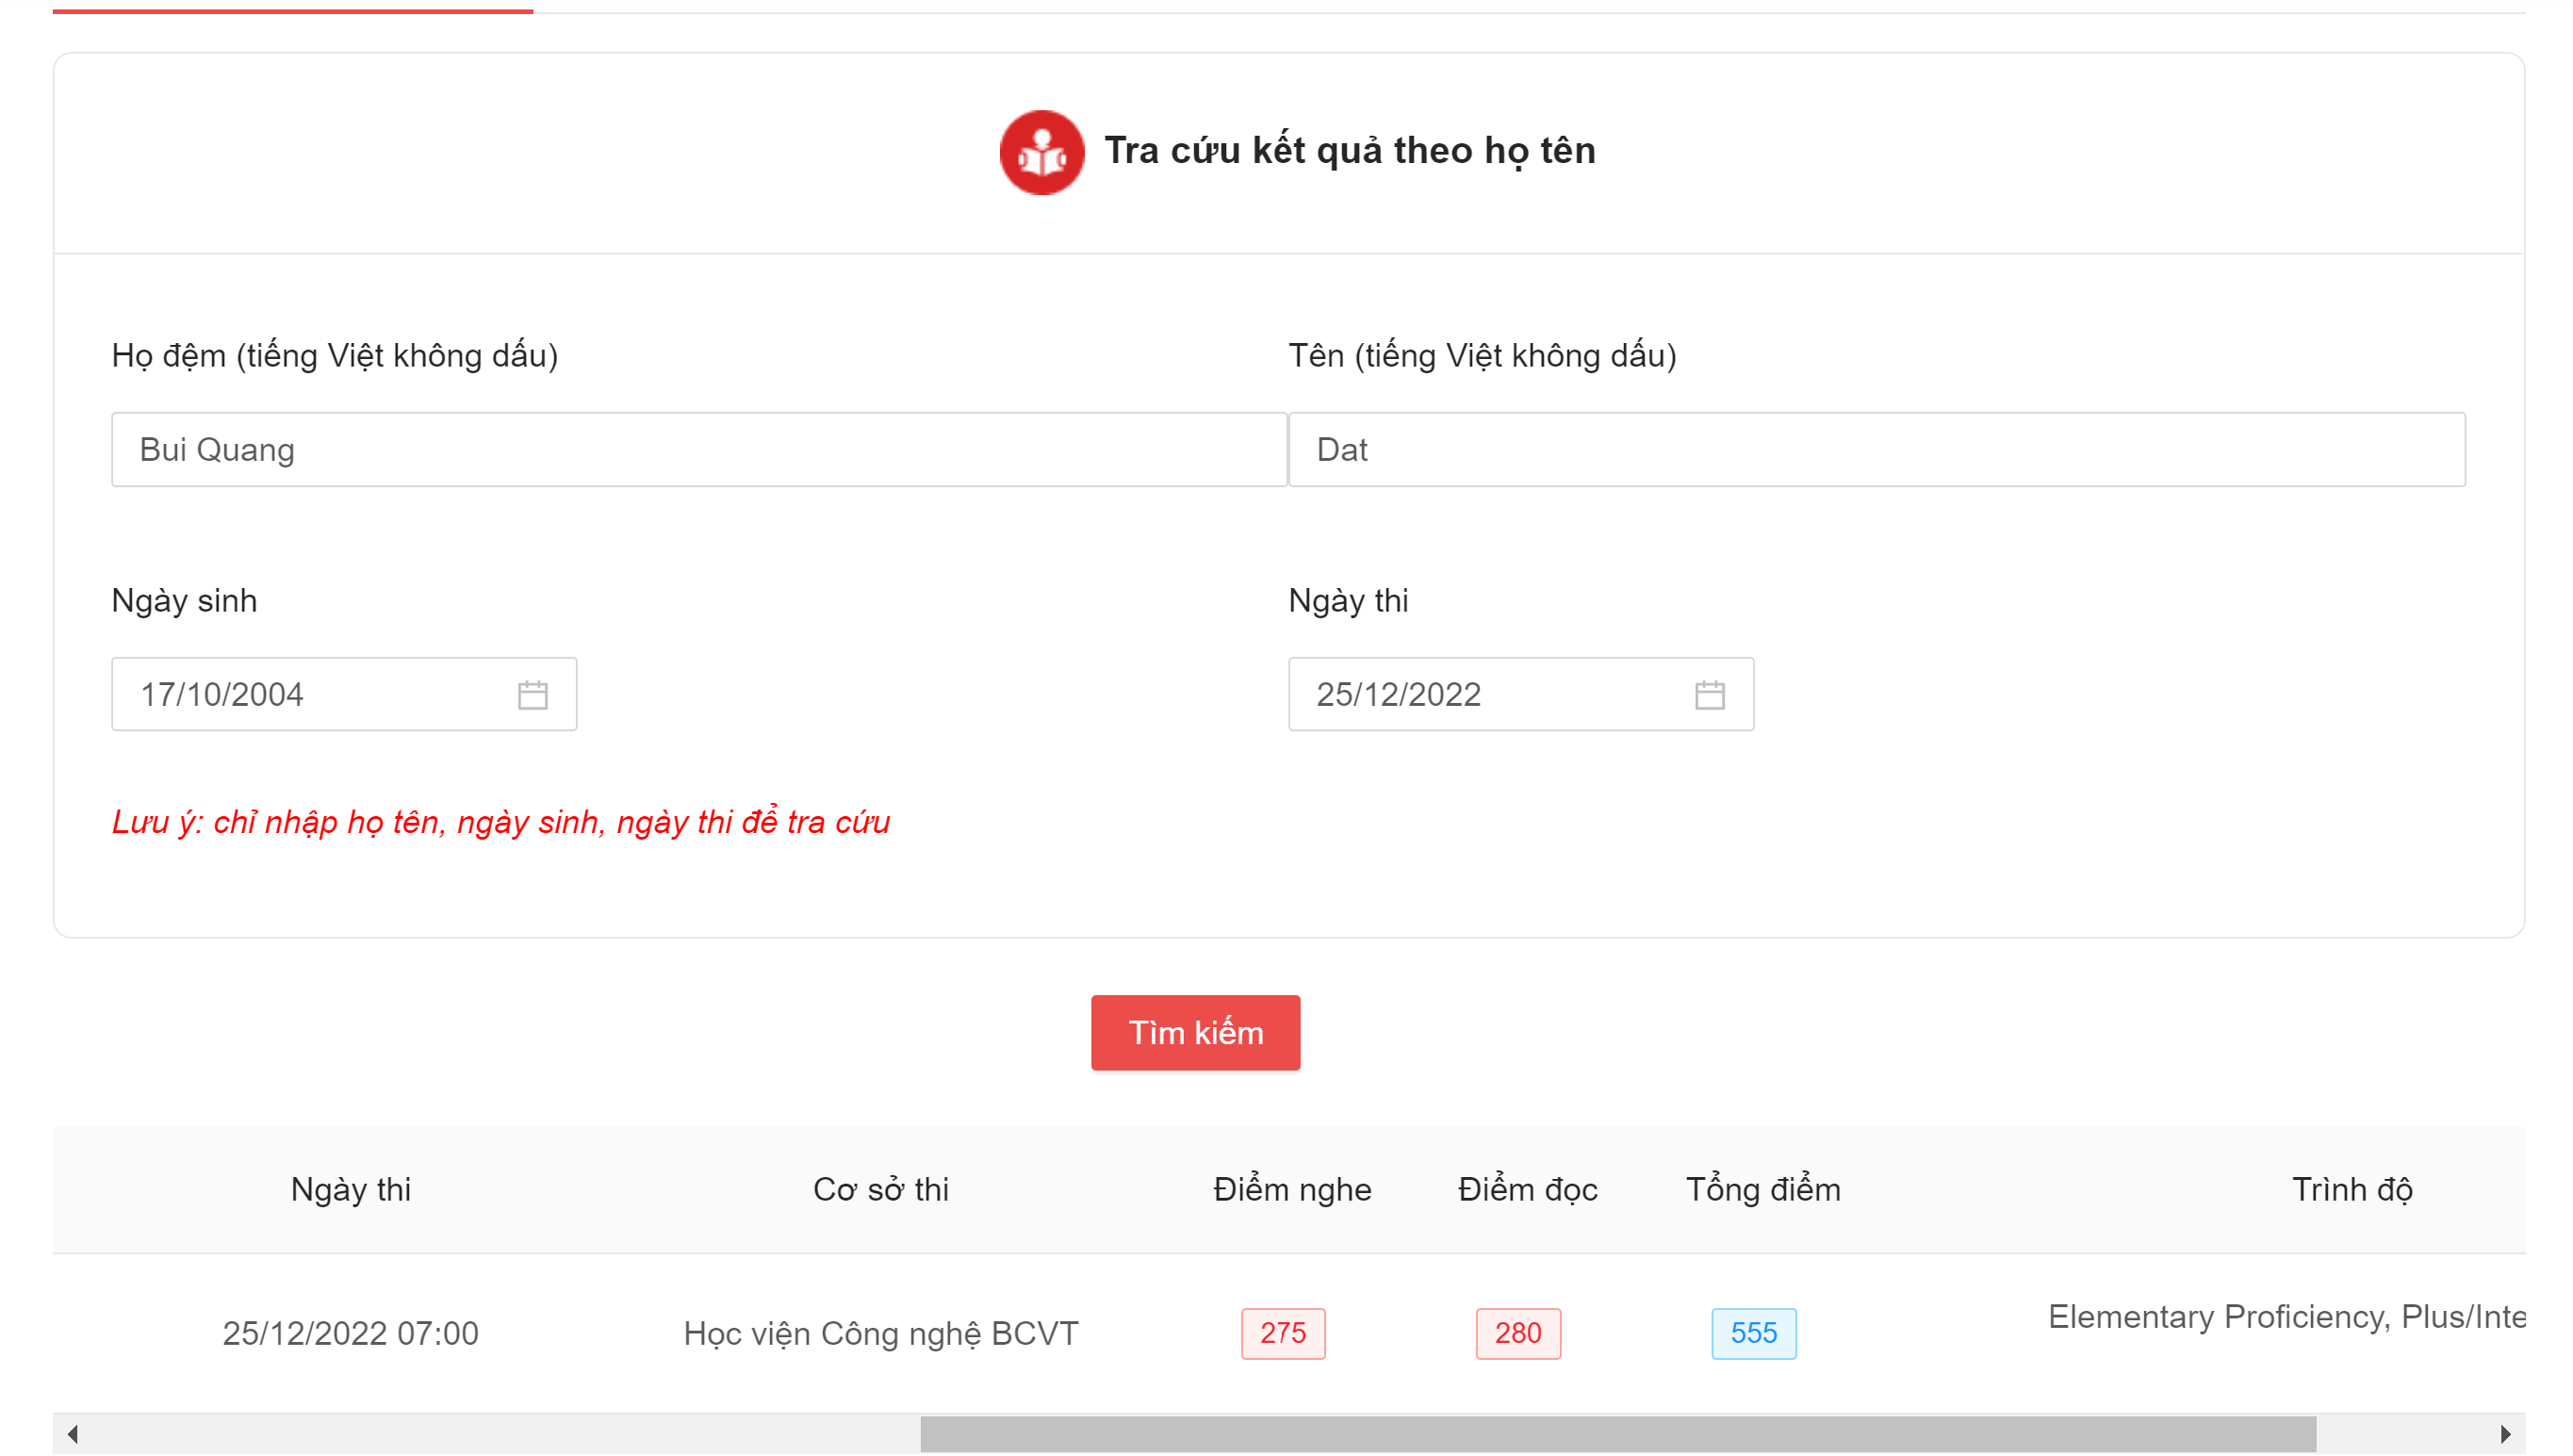 Tra cứu kết quả theo họ tên
Họ đệm (tiếng Việt không dấu) Tên (tiếng Việt không dấu)
Bui Quang Dat
Ngày sinh Ngày thi
17/10/2004 25/12/2022
Lưu ý: chỉ nhập họ tên, ngày sinh, ngày thi để tra cứu
Tìm kiếm
Ngày thi Cơ sở thi Điểm nghe Điểm đọc Tổng điểm Trình độ
25/12/2022 07:00 Học viện Công nghệ BCVT 275 280 555 Elementary Proficiency, Plus/Inte